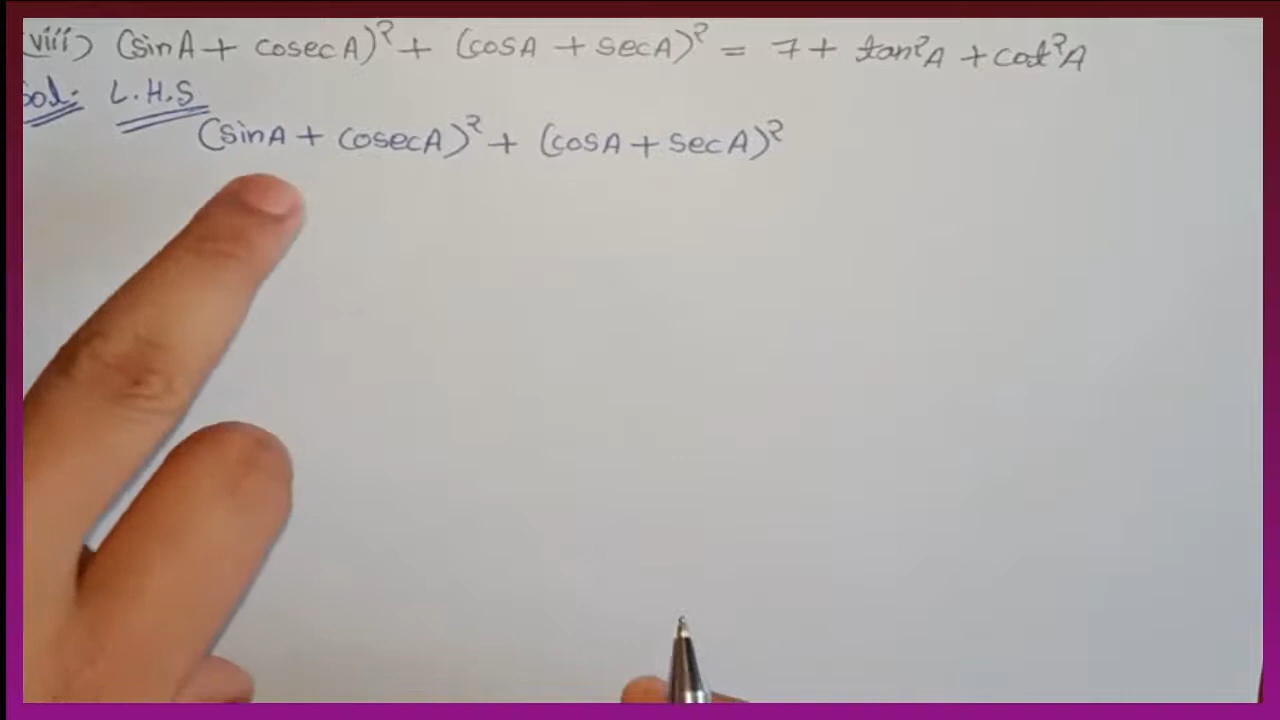 (viii) (sinA + cosecA)² + (cosA + secA)² = 7 + tan²A + cot²A
Sol: L.H.S
(sinA + cosecA)² + (cosA + secA)²